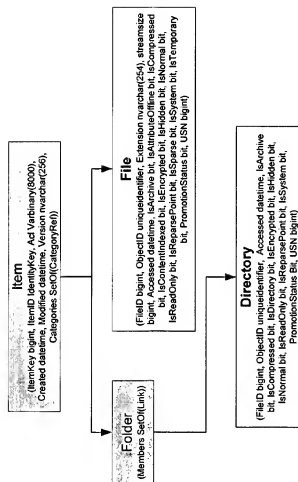 Item
(ItemKey bigint, ItemID IdentityKey, Acl Varbinary(8000),
Created datetime, Modified datetime, Version nvarchar(256),
Categories SetOf(CategoryRef))
Folder
(Members SetOf(Link))
File
(FileID bigint, ObjectID uniqueidentifier, Extension nvarchar(254), streamsize
bigint, Accessed datetime, IsArchive bit, IsAttributeOffline bit, IsCompressed
bit, IsContentIndexed bit, IsEncrypted bit, IsHidden bit, IsNormal bit,
IsReadOnly bit, IsReparsePoint bit, IsSparse bit, IsSystem bit, IsTemporary
bit, PromotionStatus bit, USN bigint)
Directory
(FileID bigint, ObjectID uniqueidentifier, Accessed datetime, IsArchive
bit, IsCompressed bit, IsDirectory bit, IsEncrypted bit, IsHidden bit,
IsNormal bit, IsReadOnly bit, IsReparsePoint bit, IsSystem bit,
PromotionStatus Bit, USN bigint)